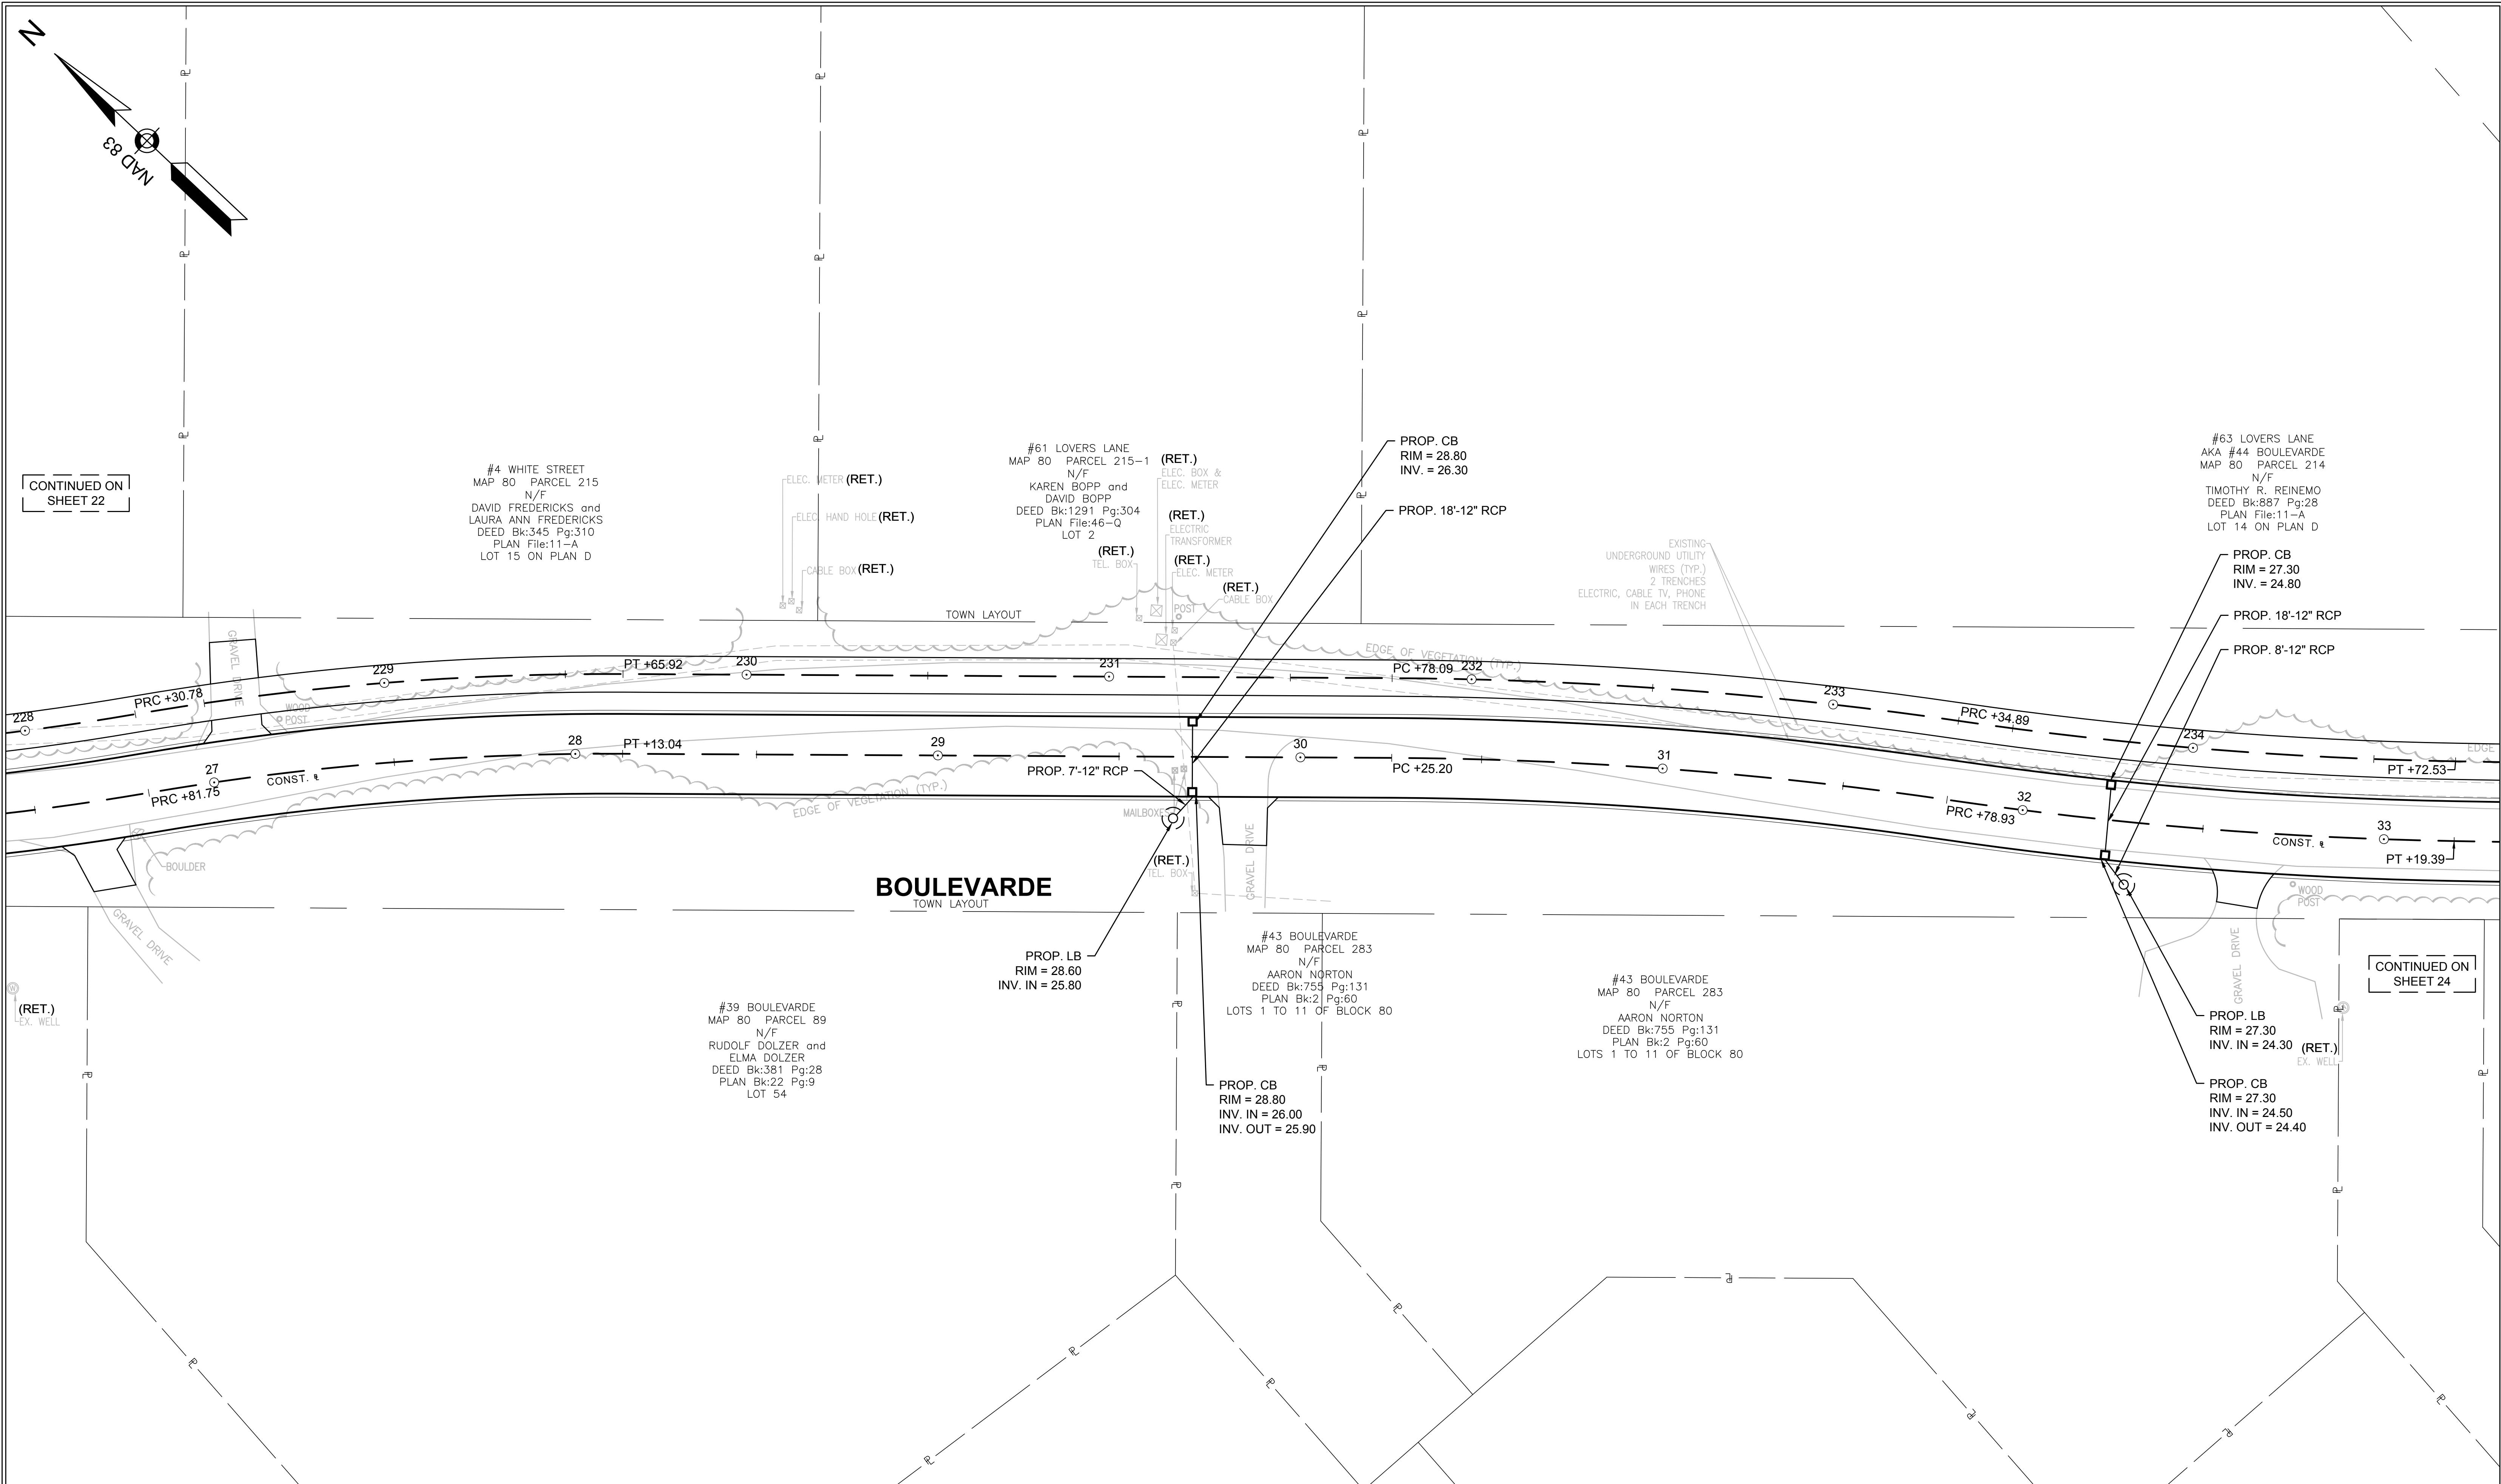 N
NAD 83
CONTINUED ON
SHEET 22
#4 WHITE STREET
MAP 80 PARCEL 215
N/F
DAVID FREDERICKS and
LAURA ANN FREDERICKS
DEED Bk:345 Pg:310
PLAN File:11-A
LOT 15 ON PLAN D
ELEC. METER (RET.)
ELEC. HAND HOLE (RET.)
CABLE BOX (RET.)
#61 LOVERS LANE
MAP 80 PARCEL 215-1
N/F
KAREN BOPP and
DAVID BOPP
DEED Bk:1291 Pg:304
PLAN File:46-Q
LOT 2
(RET.)
ELEC. BOX &
ELEC. METER
(RET.)
ELECTRIC
TRANSFORMER
(RET.)
TEL. BOX
(RET.)
ELEC. METER
(RET.)
CABLE BOX
POST
PROP. CB
RIM = 28.80
INV. = 26.30
PROP. 18'-12" RCP
EXISTING
UNDERGROUND UTILITY
WIRES (TYP.)
2 TRENCHES
ELECTRIC, CABLE TV, PHONE
IN EACH TRENCH
#63 LOVERS LANE
AKA #44 BOULEVARDE
MAP 80 PARCEL 214
N/F
TIMOTHY R. REINEMO
DEED Bk:887 Pg:28
PLAN File:11-A
LOT 14 ON PLAN D
PROP. CB
RIM = 27.30
INV. = 24.80
PROP. 18'-12" RCP
PROP. 8'-12" RCP
TOWN LAYOUT
GRAVEL DRIVE
WOOD
POST
EDGE OF VEGETATION (TYP.)
228
PRC +30.78
229
PT +65.92
230
231
PC +78.09
232
233
PRC +34.89
234
PT +72.53
EDGE
27
PRC +81.75
CONST. ℄
28
PT +13.04
29
30
PC +25.20
31
32
PRC +78.93
CONST. ℄
33
PT +19.39
PROP. 7'-12" RCP
EDGE OF VEGETATION (TYP.)
MAILBOXES
BOULDER
GRAVEL DRIVE
(RET.)
TEL. BOX
GRAVEL DRIVE
WOOD
POST
GRAVEL DRIVE
BOULEVARDE
TOWN LAYOUT
PROP. LB
RIM = 28.60
INV. IN = 25.80
W
(RET.)
EX. WELL
#39 BOULEVARDE
MAP 80 PARCEL 89
N/F
RUDOLF DOLZER and
ELMA DOLZER
DEED Bk:381 Pg:28
PLAN Bk:22 Pg:9
LOT 54
#43 BOULEVARDE
MAP 80 PARCEL 283
N/F
AARON NORTON
DEED Bk:755 Pg:131
PLAN Bk:2 Pg:60
LOTS 1 TO 11 OF BLOCK 80
#43 BOULEVARDE
MAP 80 PARCEL 283
N/F
AARON NORTON
DEED Bk:755 Pg:131
PLAN Bk:2 Pg:60
LOTS 1 TO 11 OF BLOCK 80
PROP. CB
RIM = 28.80
INV. IN = 26.00
INV. OUT = 25.90
CONTINUED ON
SHEET 24
PROP. LB
RIM = 27.30
INV. IN = 24.30
(RET.)
EX. WELL
PROP. CB
RIM = 27.30
INV. IN = 24.50
INV. OUT = 24.40